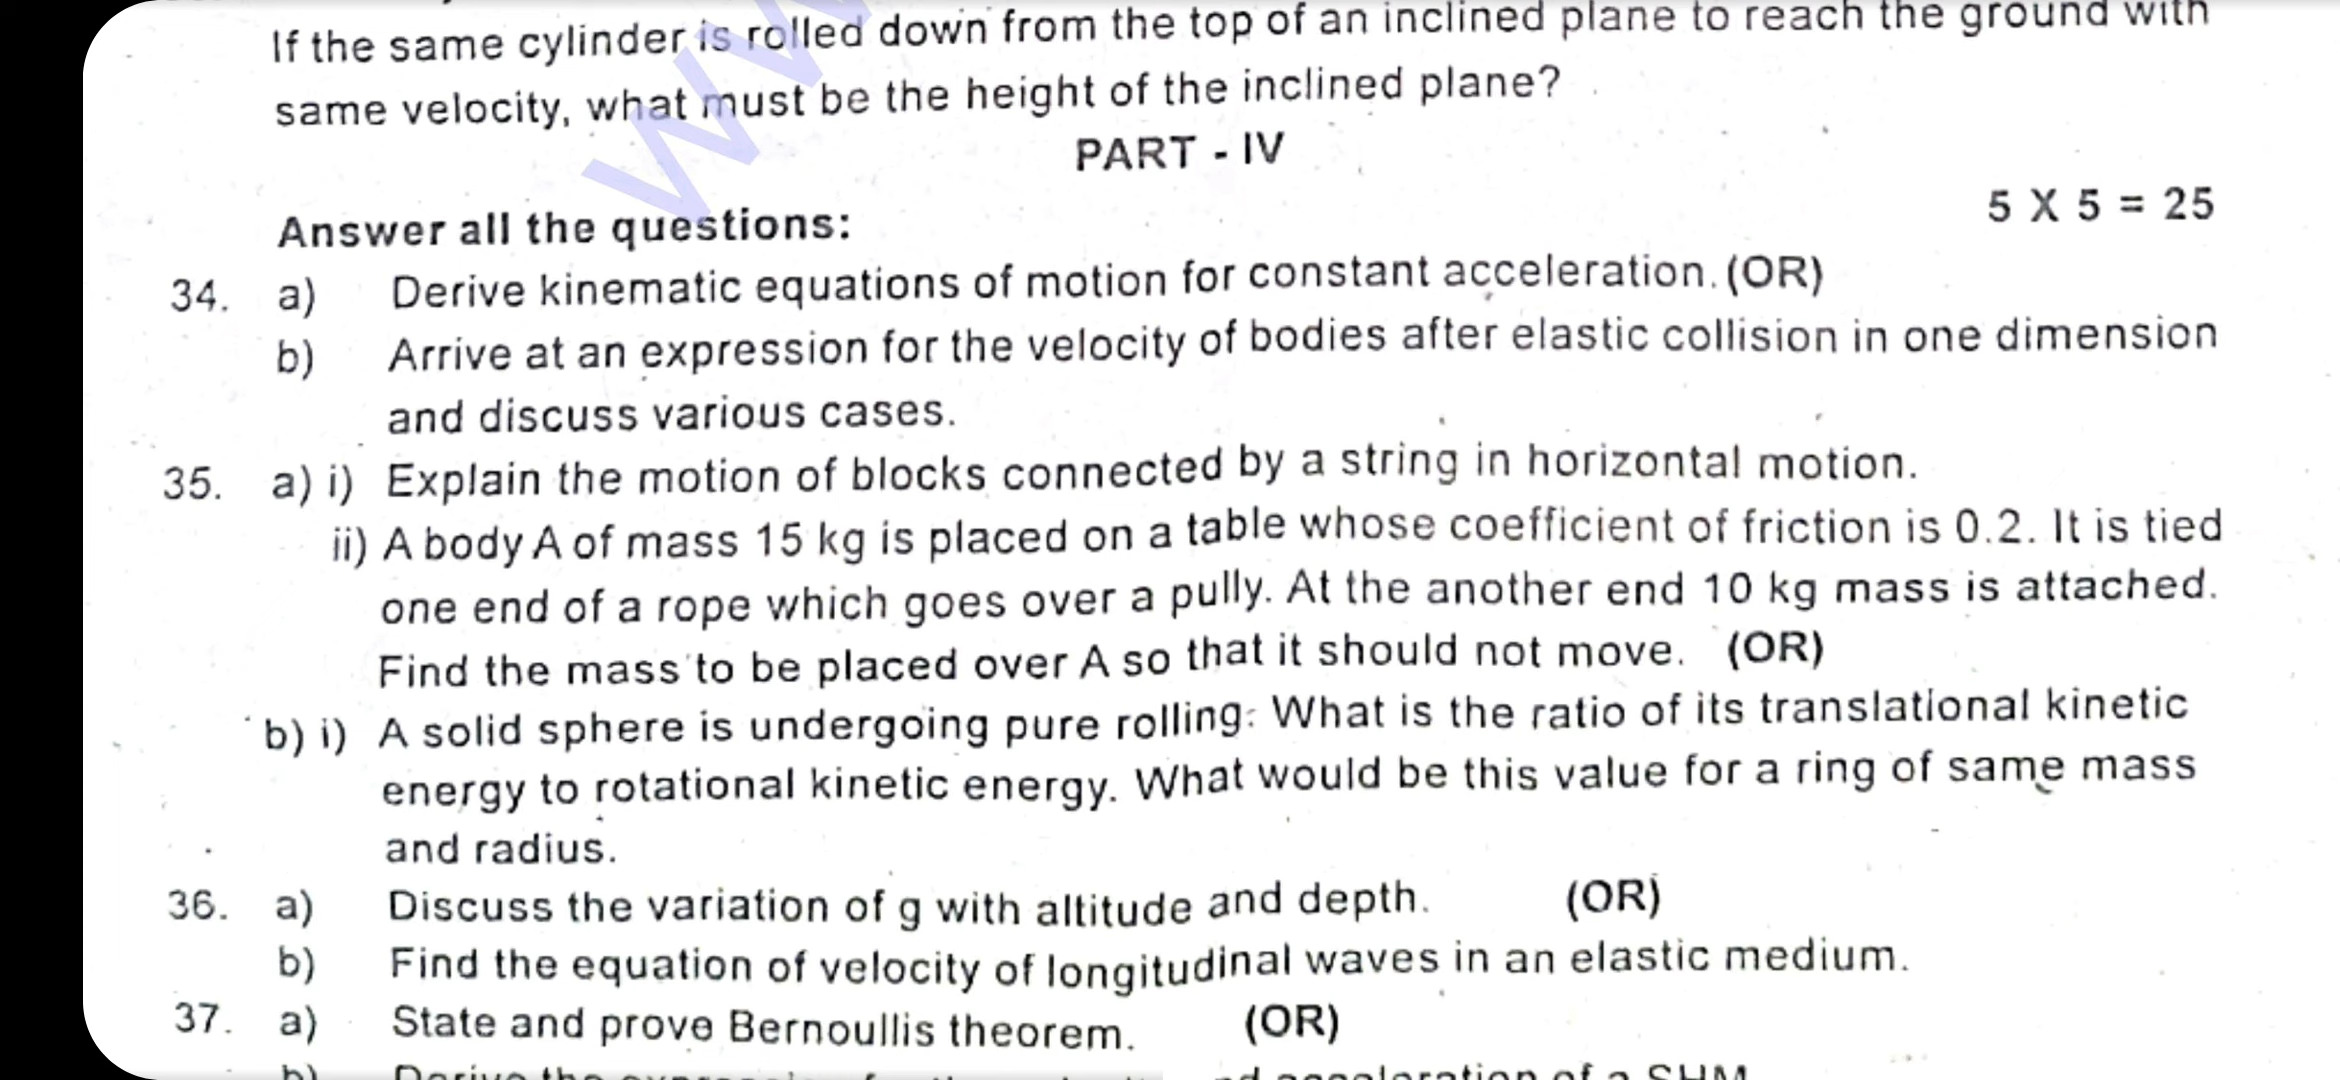 If the same cylinder is rolled down from the top of an inclined plane to reach the ground with
same velocity, what must be the height of the inclined plane?
PART - IV
5 X 5 = 25
Answer all the questions:
34. a) Derive kinematic equations of motion for constant acceleration. (OR)
b) Arrive at an expression for the velocity of bodies after elastic collision in one dimension
and discuss various cases.
35. a) i) Explain the motion of blocks connected by a string in horizontal motion.
ii) A body A of mass 15 kg is placed on a table whose coefficient of friction is 0.2. It is tied
one end of a rope which goes over a pully. At the another end 10 kg mass is attached.
Find the mass to be placed over A so that it should not move. (OR)
b) i) A solid sphere is undergoing pure rolling. What is the ratio of its translational kinetic
energy to rotational kinetic energy. What would be this value for a ring of same mass
and radius.
36. a) Discuss the variation of g with altitude and depth. (OR)
b) Find the equation of velocity of longitudinal waves in an elastic medium.
37. a) State and prove Bernoullis theorem. (OR)
b) Derive the acceleration of a SHM